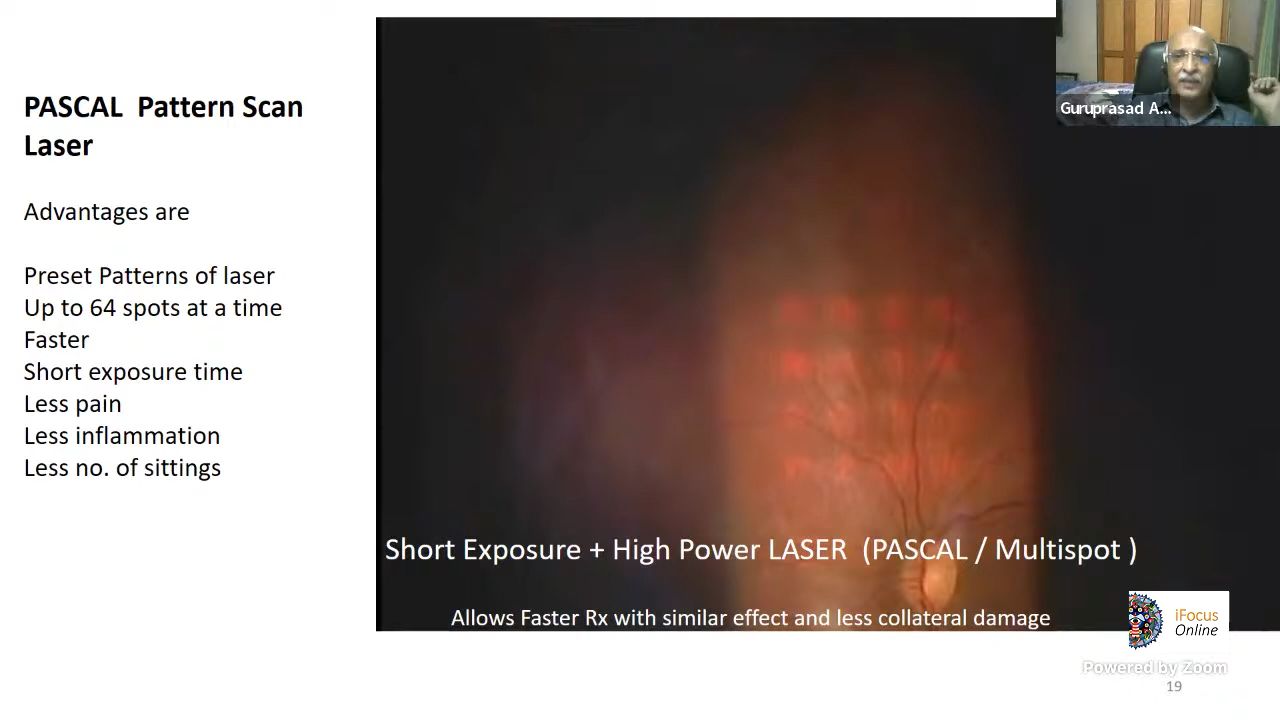 PASCAL Pattern Scan
Laser
Advantages are
Preset Patterns of laser
Up to 64 spots at a time
Faster
Short exposure time
Less pain
Less inflammation
Less no. of sittings
Guruprasad A...
Short Exposure + High Power LASER (PASCAL / Multispot )
Allows Faster Rx with similar effect and less collateral damage
iFocus
Online
Powered by Zoom
19